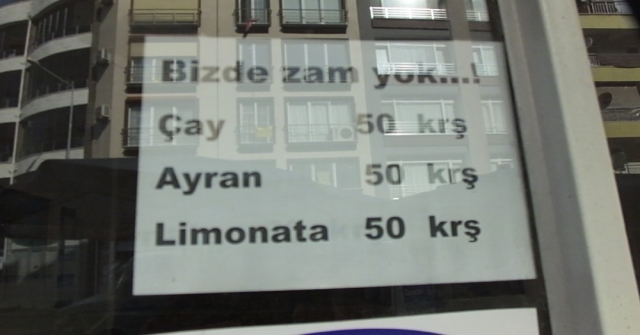 Bizde zam yok...!
Çay 50 krş
Ayran 50 krş
Limonata 50 krş